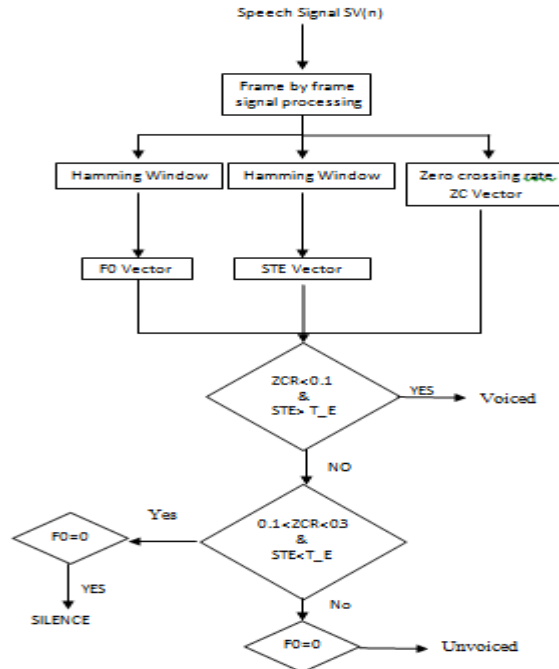 Speech Signal SV(n)
Frame by frame
signal processing
Hamming Window
Hamming Window
Zero crossing rate,
ZC Vector
F0 Vector
STE Vector
ZCR<0.1
&
STE> T_E
YES
Voiced
NO
0.1<ZCR<03
&
STE<T_E
Yes
F0=0
YES
SILENCE
No
F0=0
Unvoiced